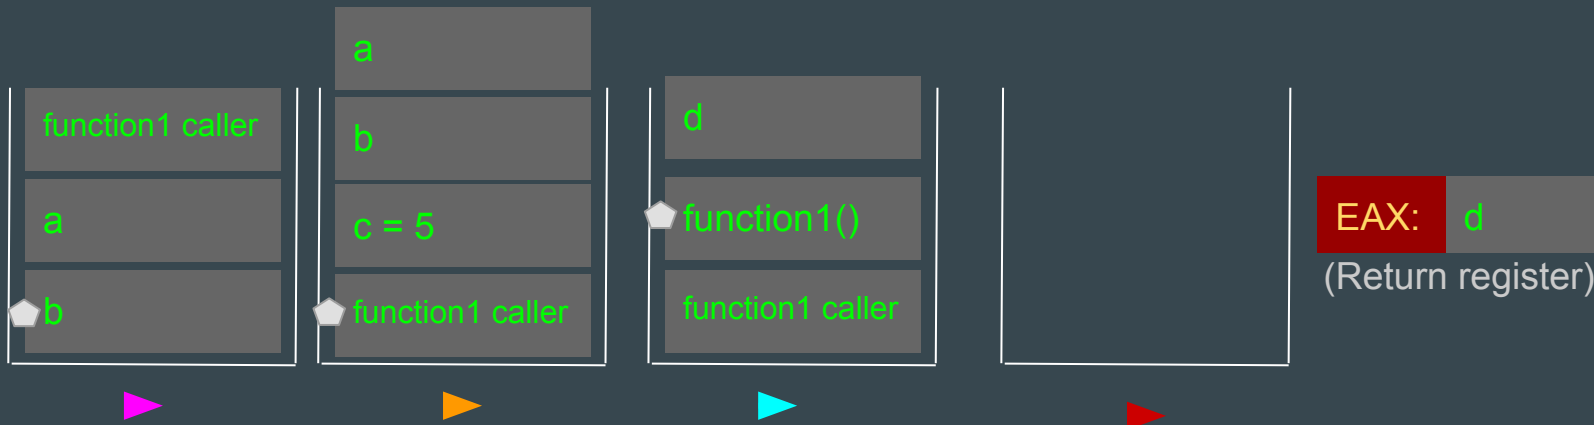 function1 caller
a
b
a
b
c = 5
function1 caller
d
function1()
function1 caller
EAX: d
(Return register)